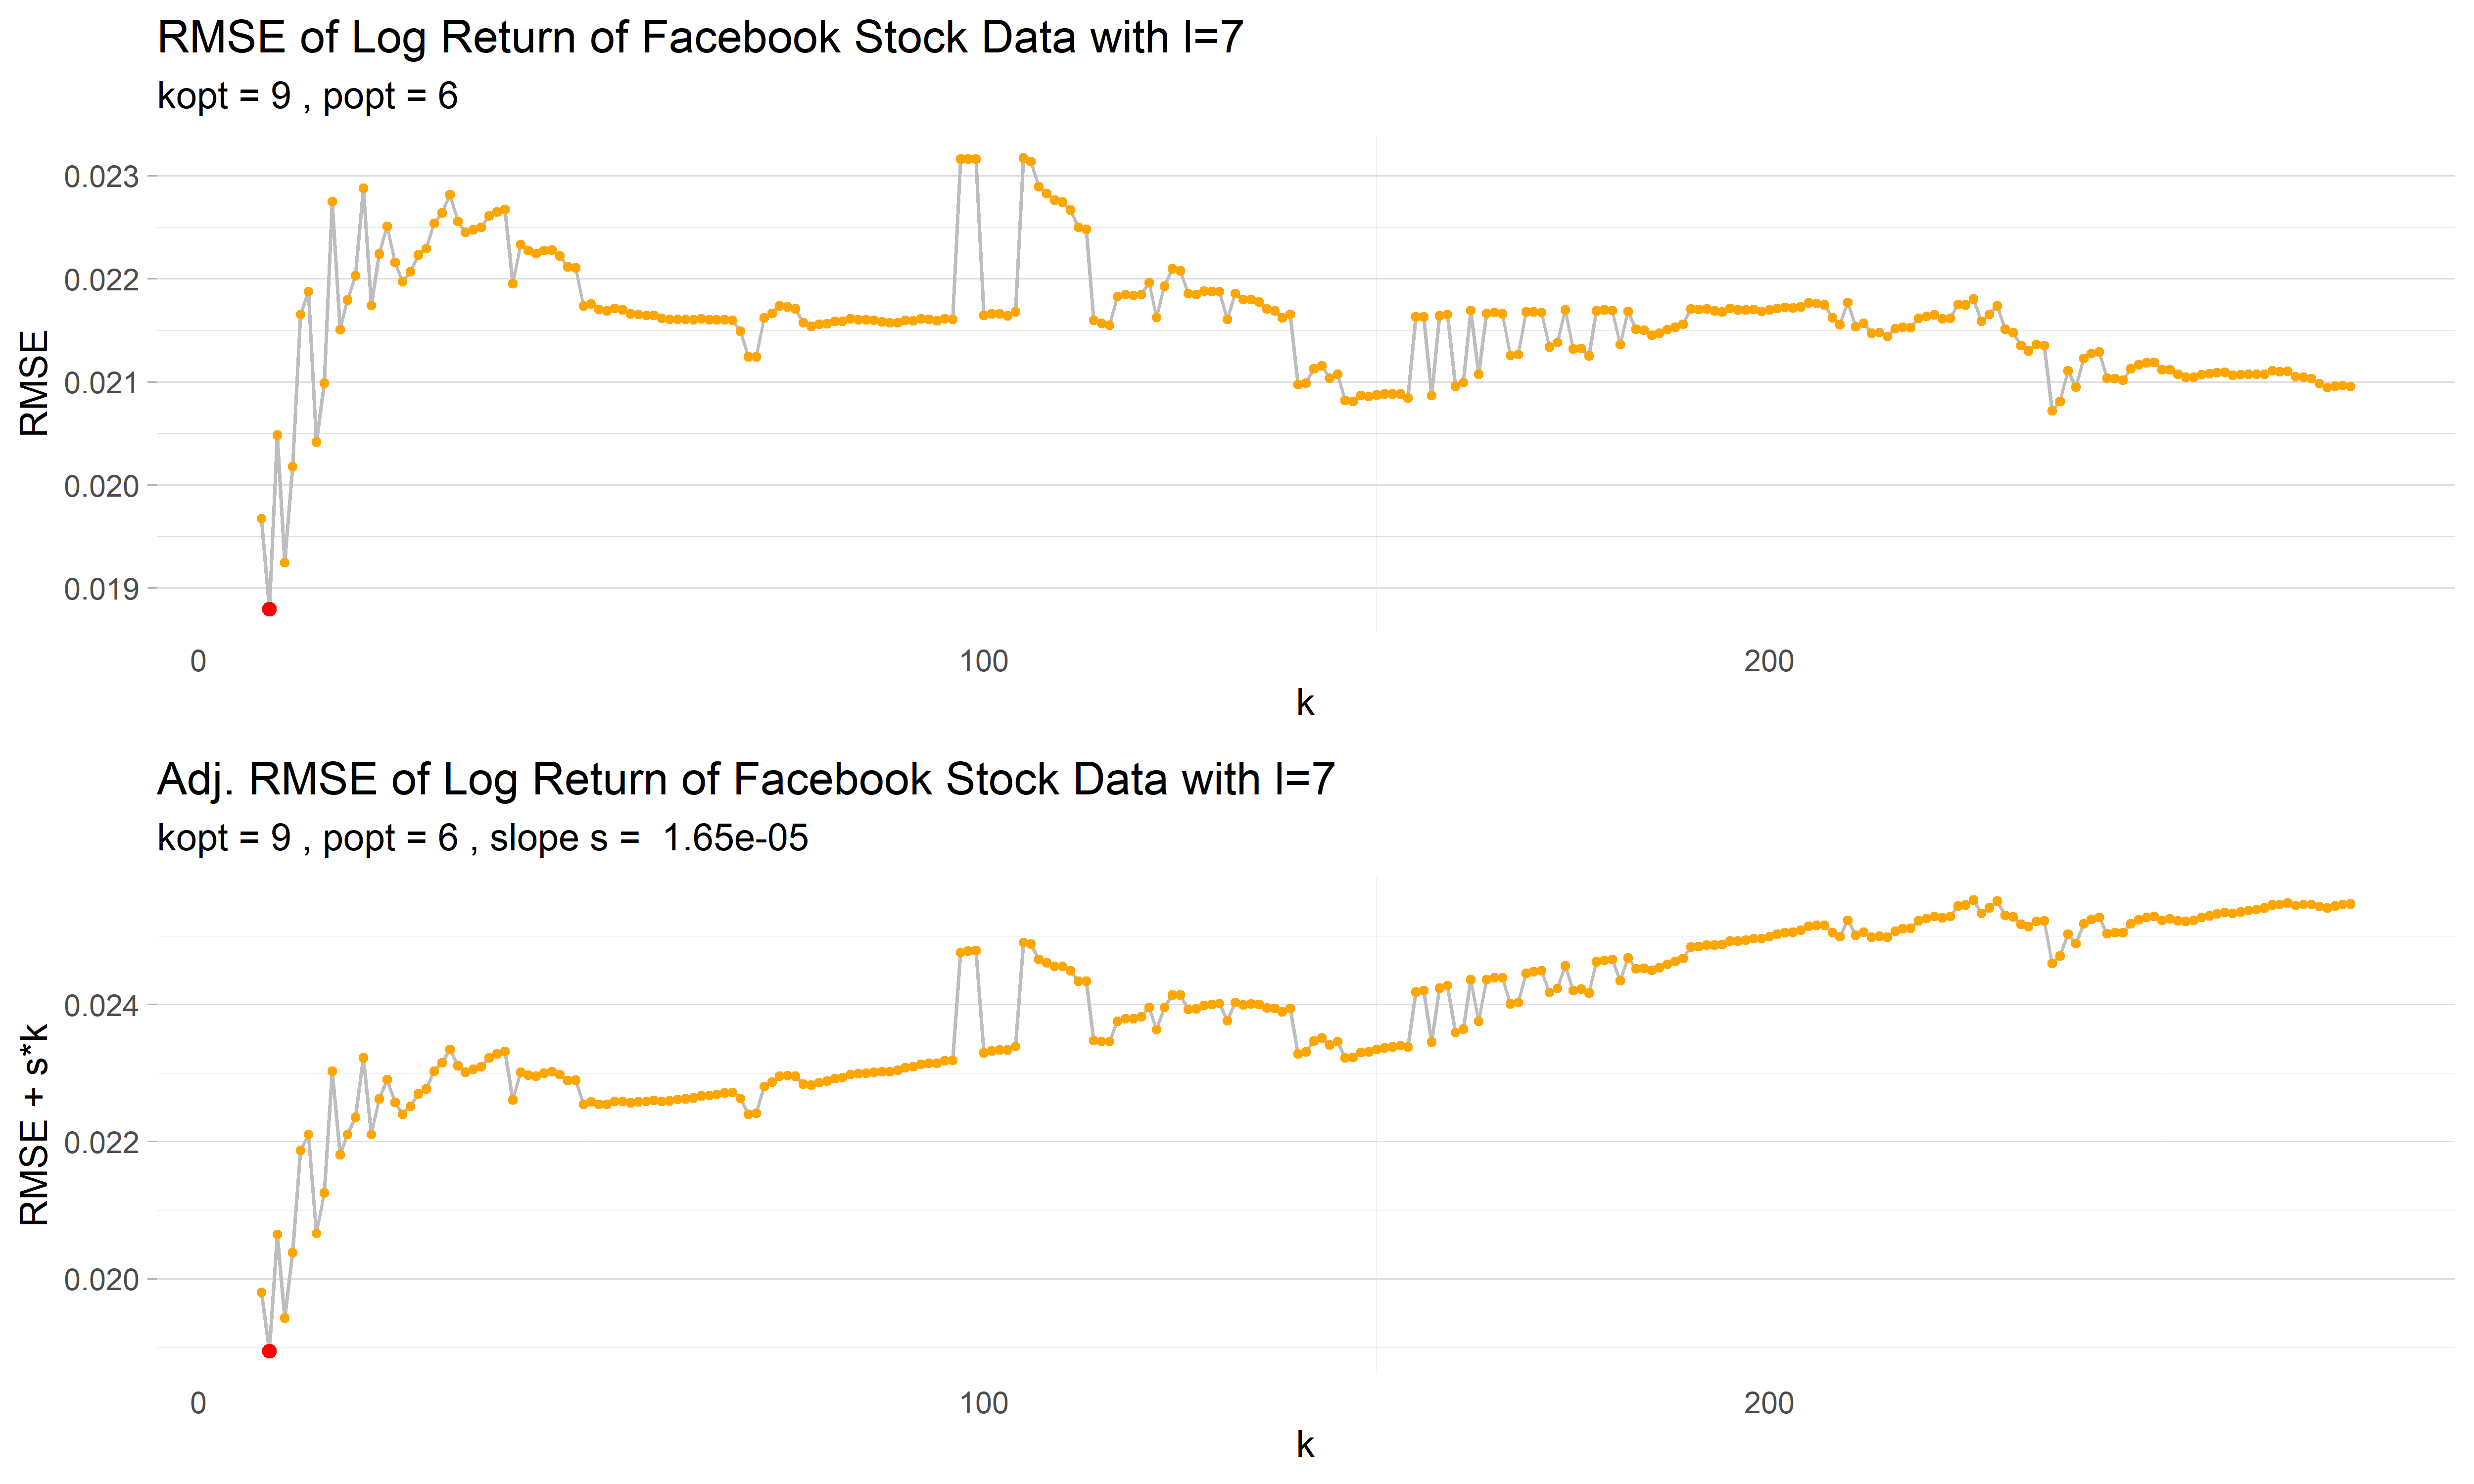 RMSE of Log Return of Facebook Stock Data with l=7
kopt = 9 , popt = 6
0.023
0.022
0.021
0.020
0.019
RMSE
0 100 200
k
Adj. RMSE of Log Return of Facebook Stock Data with l=7
kopt = 9 , popt = 6 , slope s =  1.65e-05
0.024
0.022
0.020
RMSE + s*k
0 100 200
k